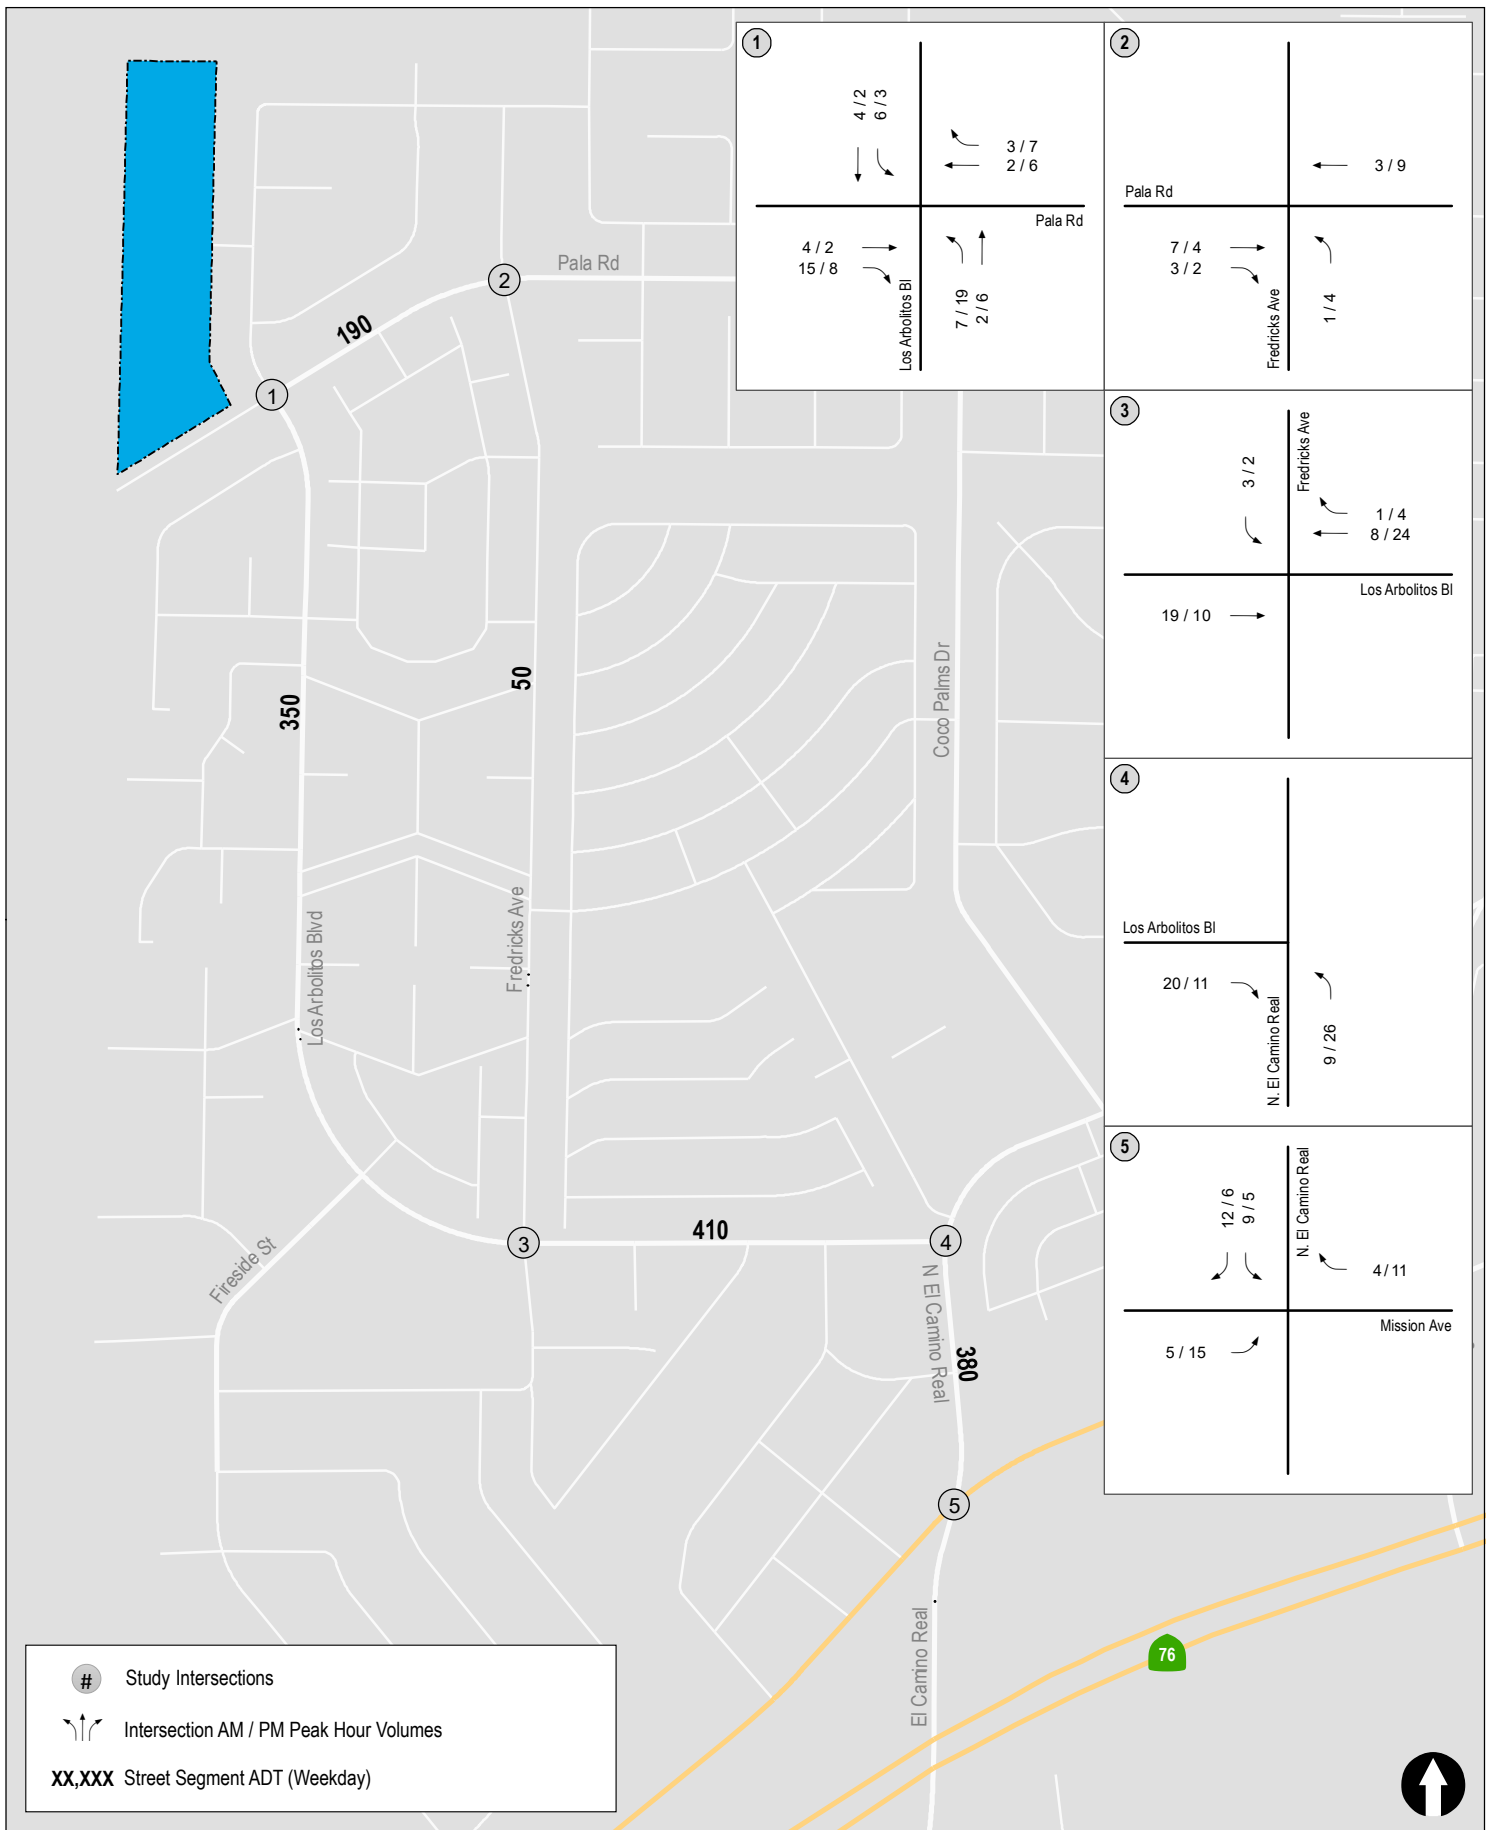 1
4 / 2
6 / 3
3 / 7
2 / 6
Pala Rd
4 / 2
15 / 8
Los Arbolitos Bl
7 / 19
2 / 6
2
3 / 9
Pala Rd
7 / 4
3 / 2
Fredricks Ave
1 / 4
3
3 / 2
Fredricks Ave
1 / 4
8 / 24
Los Arbolitos Bl
19 / 10
4
Los Arbolitos Bl
20 / 11
N. El Camino Real
9 / 26
5
12 / 6
9 / 5
N. El Camino Real
4 / 11
Mission Ave
5 / 15
Pala Rd
2
190
1
50
350
Coco Palms Dr
Fredricks Ave
Los Arbolitos Blvd
3
410
4
Fireside St
N El Camino Real
380
5
El Camino Real
76
# Study Intersections
Intersection AM / PM Peak Hour Volumes
XX,XXX Street Segment ADT (Weekday)